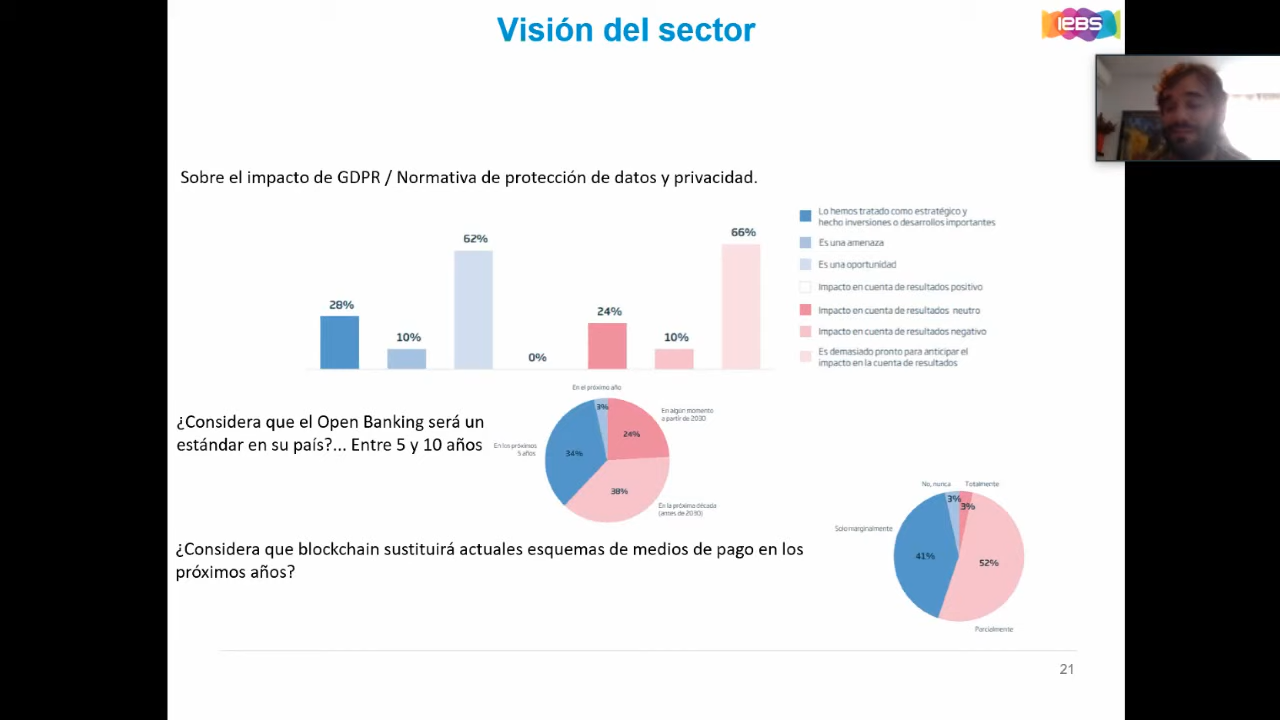 Visión del sector
iEBS
Sobre el impacto de GDPR / Normativa de protección de datos y privacidad.
28%
10%
62%
0%
24%
10%
66%
Lo hemos tratado como estratégico y
hecho inversiones o desarrollos importantes
Es una amenaza
Es una oportunidad
Impacto en cuenta de resultados positivo
Impacto en cuenta de resultados neutro
Impacto en cuenta de resultados negativo
Es demasiado pronto para anticipar el
impacto en la cuenta de resultados
¿Considera que el Open Banking será un
estándar en su país?... Entre 5 y 10 años
En el próximo año
3%
En algún momento
a partir de 2030
24%
En los próximos
5 años
34%
38%
En la próxima década
(antes de 2030)
¿Considera que blockchain sustituirá actuales esquemas de medios de pago en los
próximos años?
No, nunca
Totalmente
3%
3%
Solo marginalmente
41%
52%
Parcialmente
21